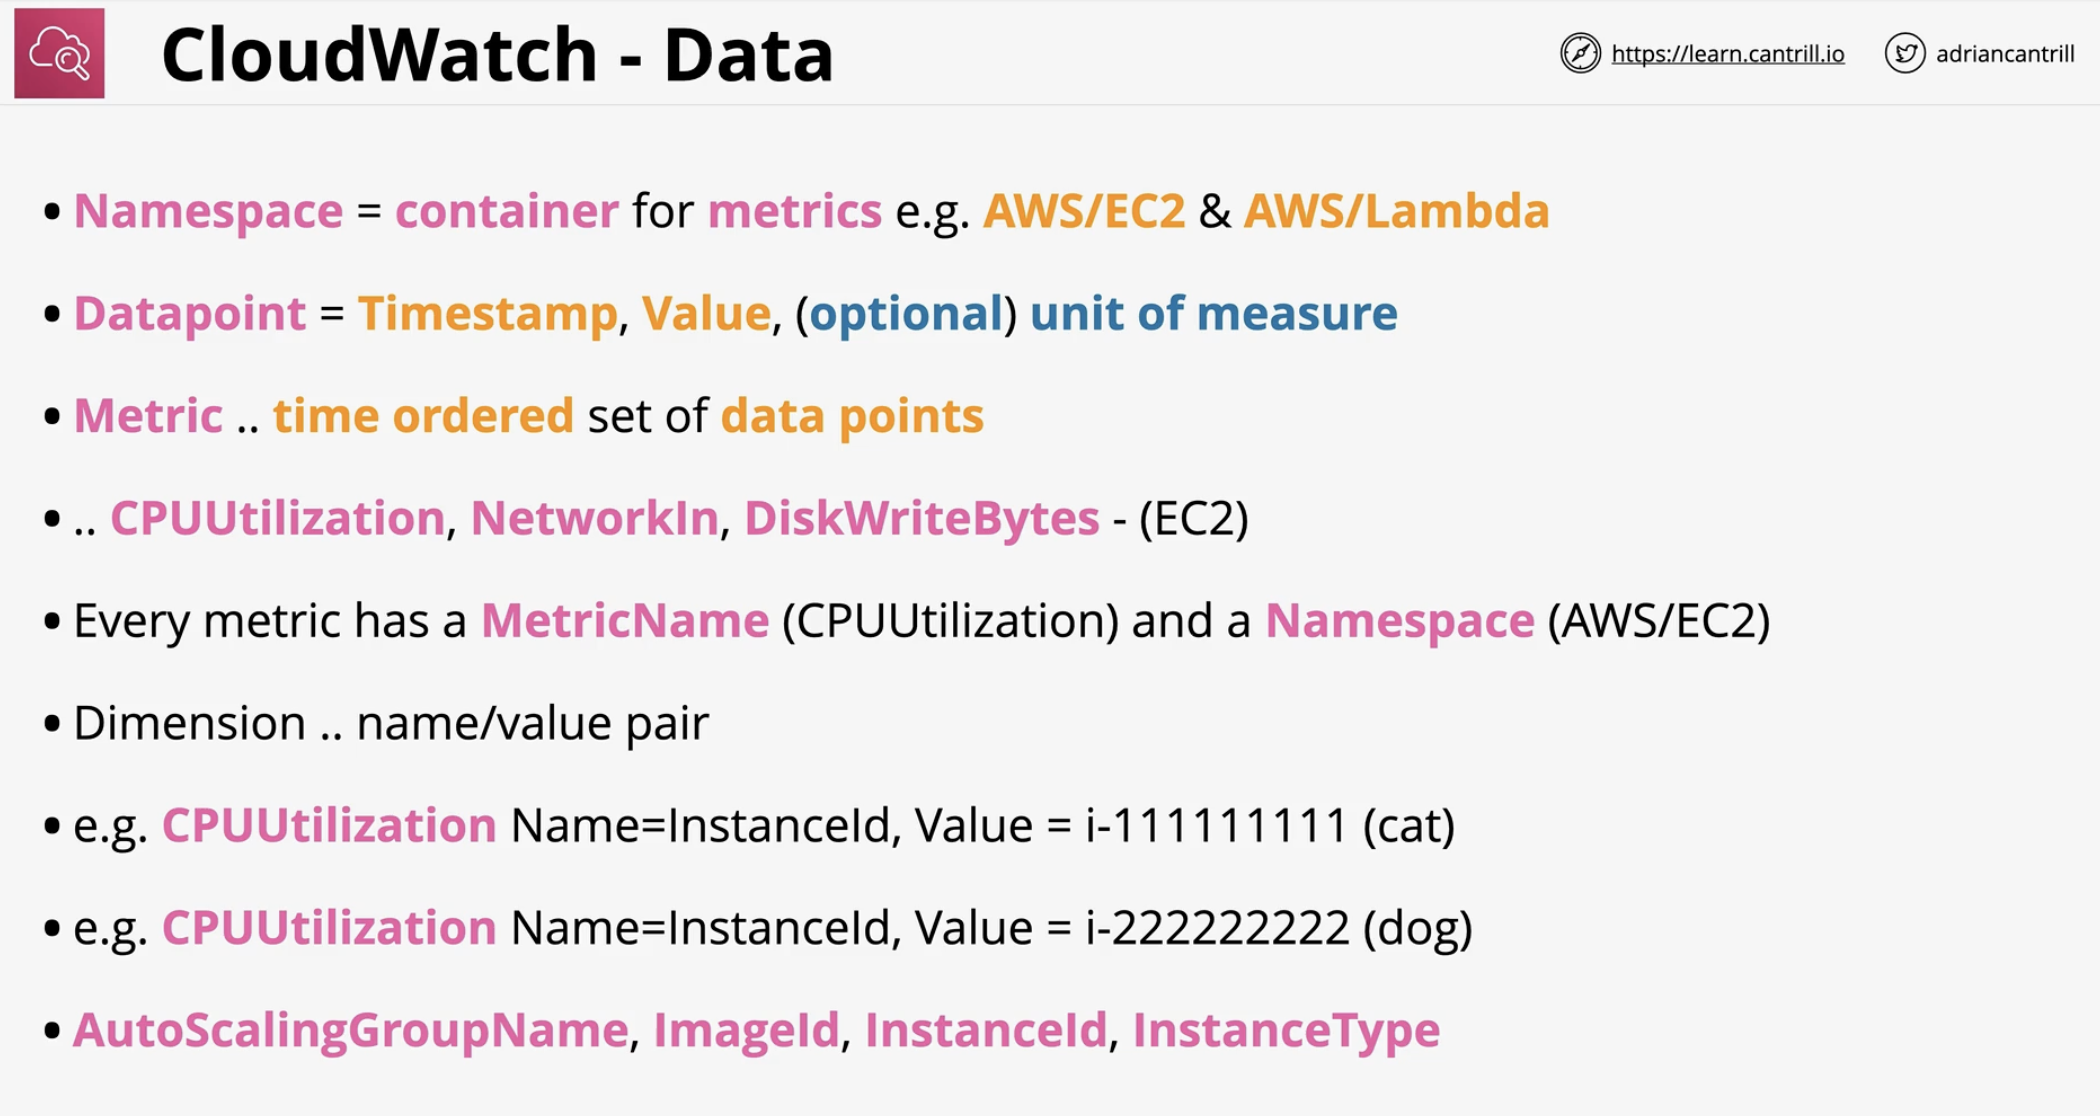 CloudWatch - Data
https://learn.cantrill.io
adriancantrill
• Namespace = container for metrics e.g. AWS/EC2 & AWS/Lambda
• Datapoint = Timestamp, Value, (optional) unit of measure
• Metric .. time ordered set of data points
• .. CPUUtilization, NetworkIn, DiskWriteBytes - (EC2)
• Every metric has a MetricName (CPUUtilization) and a Namespace (AWS/EC2)
• Dimension .. name/value pair
• e.g. CPUUtilization Name=InstanceId, Value = i-111111111 (cat)
• e.g. CPUUtilization Name=InstanceId, Value = i-222222222 (dog)
• AutoScalingGroupName, ImageId, InstanceId, InstanceType